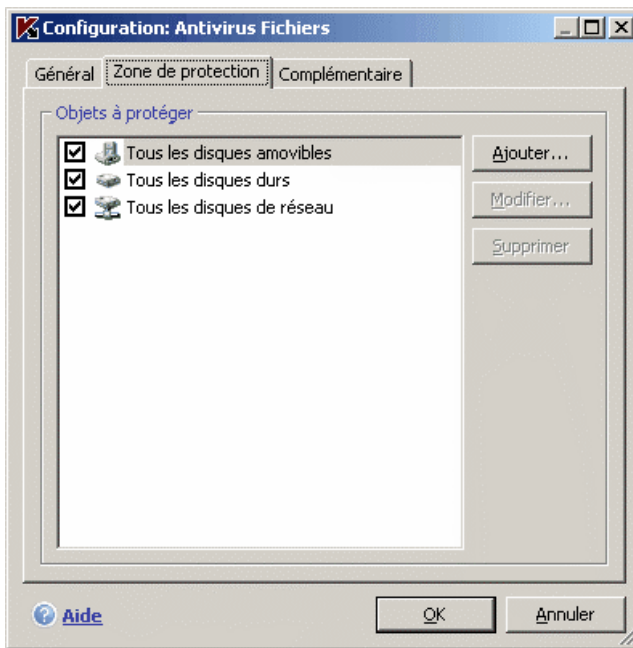 Configuration: Antivirus Fichiers
Général Zone de protection Complémentaire
Objets à protéger
Tous les disques amovibles
Tous les disques durs
Tous les disques de réseau
Ajouter...
Modifier...
Supprimer
Aide
OK
Annuler